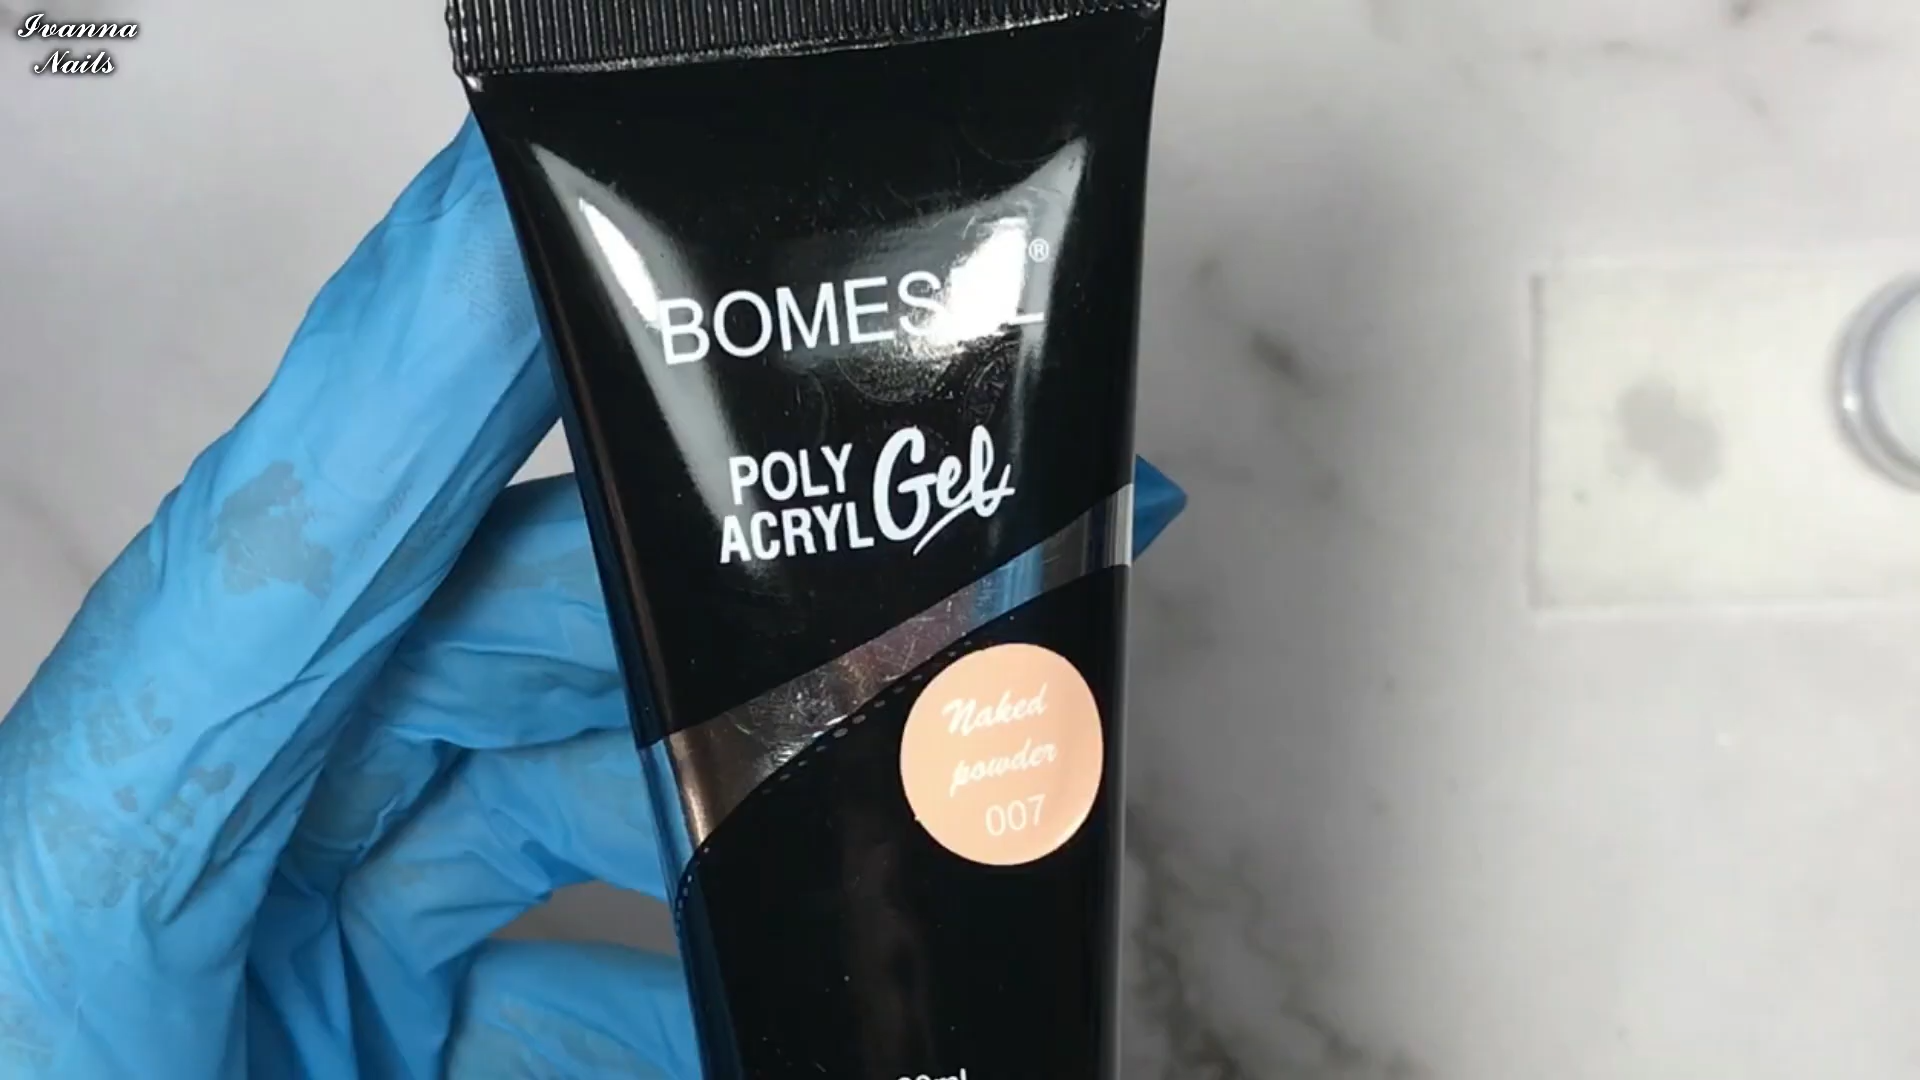 Ivanna
Nails
®
POLY
ACRYL Gel
Naked
powder
007